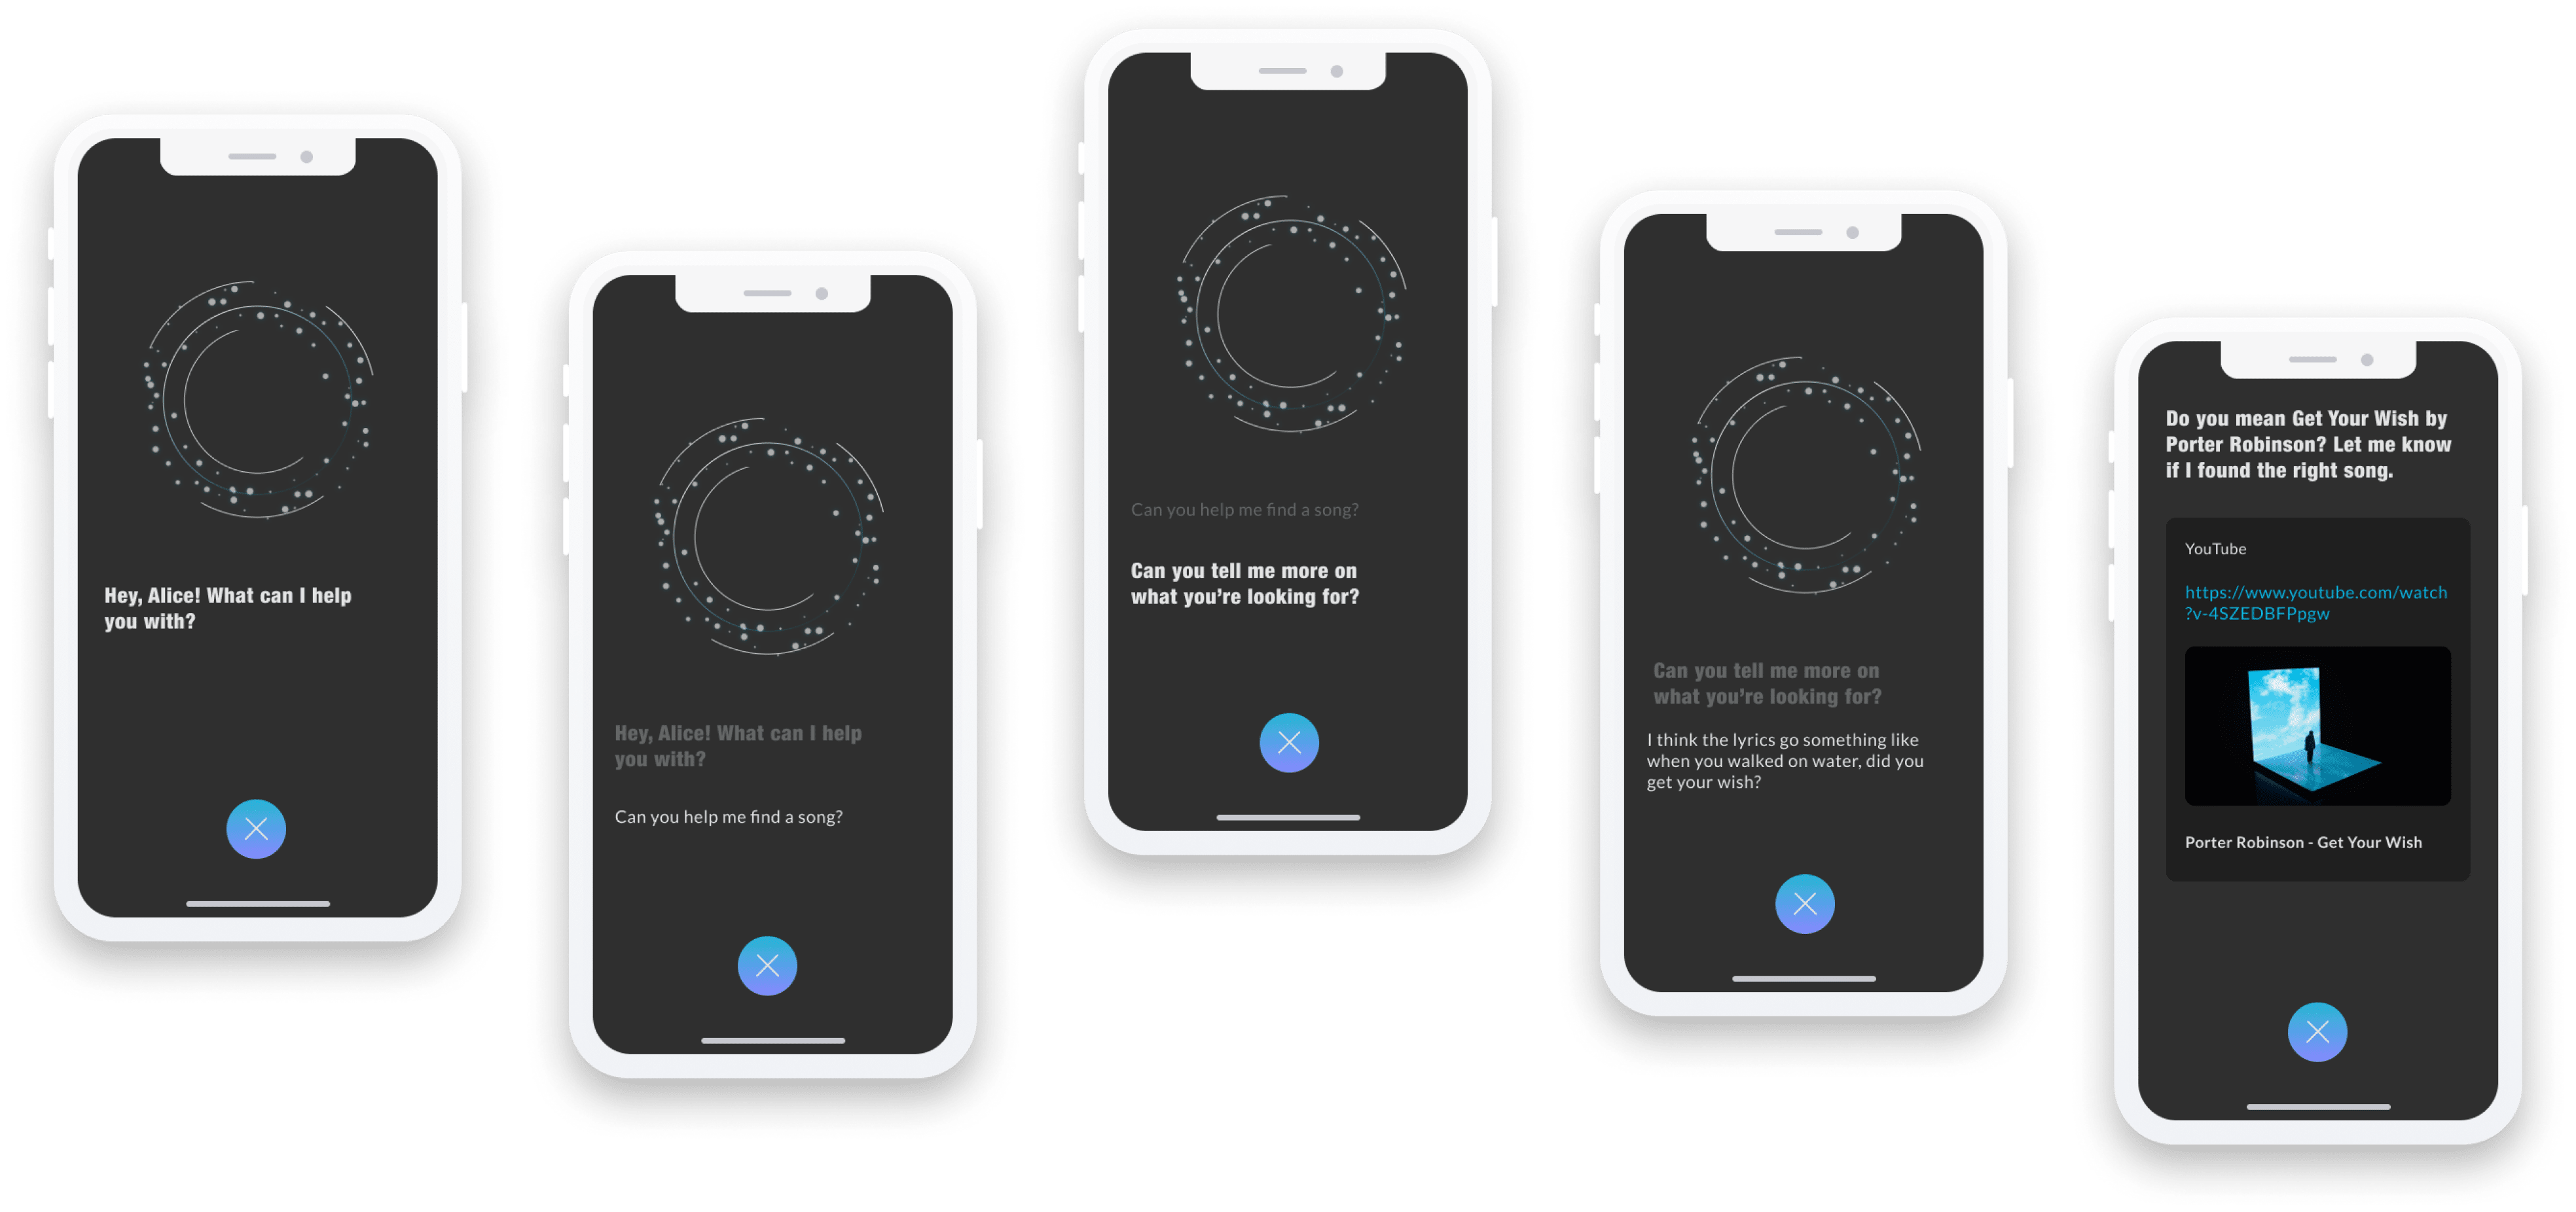 Hey, Alice! What can I help
you with?
Hey, Alice! What can I help
you with?
Can you help me find a song?
Can you help me find a song?
Can you tell me more on
what you're looking for?
Can you tell me more on
what you're looking for?
I think the lyrics go something like
when you walked on water, did you
get your wish?
Do you mean Get Your Wish by
Porter Robinson? Let me know
if I found the right song.
YouTube
https://www.youtube.com/watch
?v-4SZEDBFPpgw
Porter Robinson - Get Your Wish